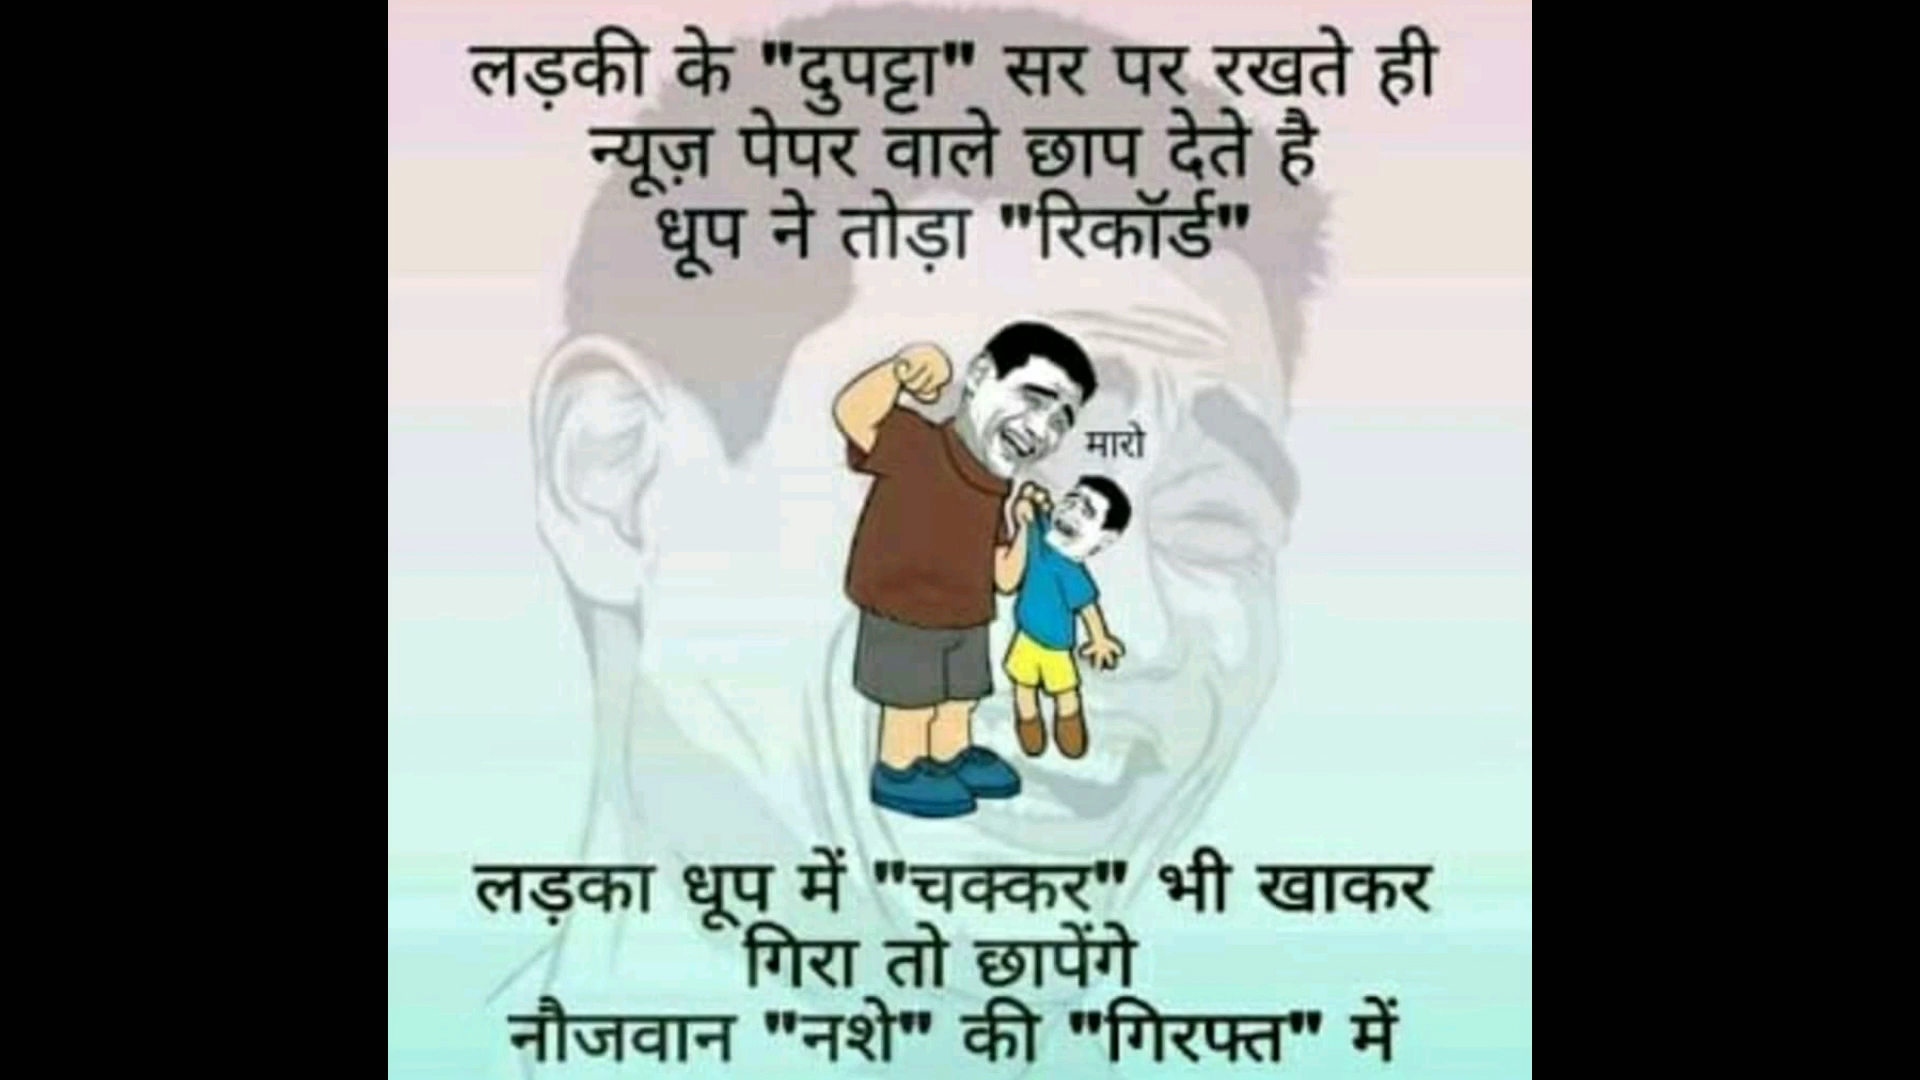 लड़की के "दुपट्टा" सर पर रखते ही
न्यूज़ पेपर वाले छाप देते है
धूप ने तोड़ा "रिकॉर्ड"
मारो
लड़का धूप में "चक्कर" भी खाकर
गिरा तो छापेंगे
नौजवान "नशे" की "गिरफ्त" में